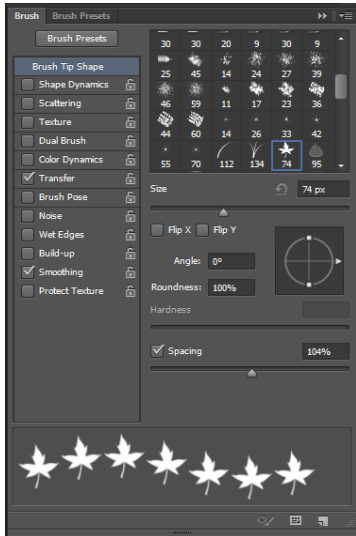 Brush Brush Presets
Brush Presets
30 30 20 9 30 9
Brush Tip Shape
25 45 14 24 27 39
Shape Dynamics
Scattering
46 59 11 17 23 36
Texture
Dual Brush
44 60 14 26 33 42
Color Dynamics
55 70 112 134 74 95
Transfer
Brush Pose
Size 74 px
Noise
Wet Edges
Flip X Flip Y
Build-up
Angle: 0º
Smoothing
Roundness: 100%
Protect Texture
Hardness
Spacing 104%